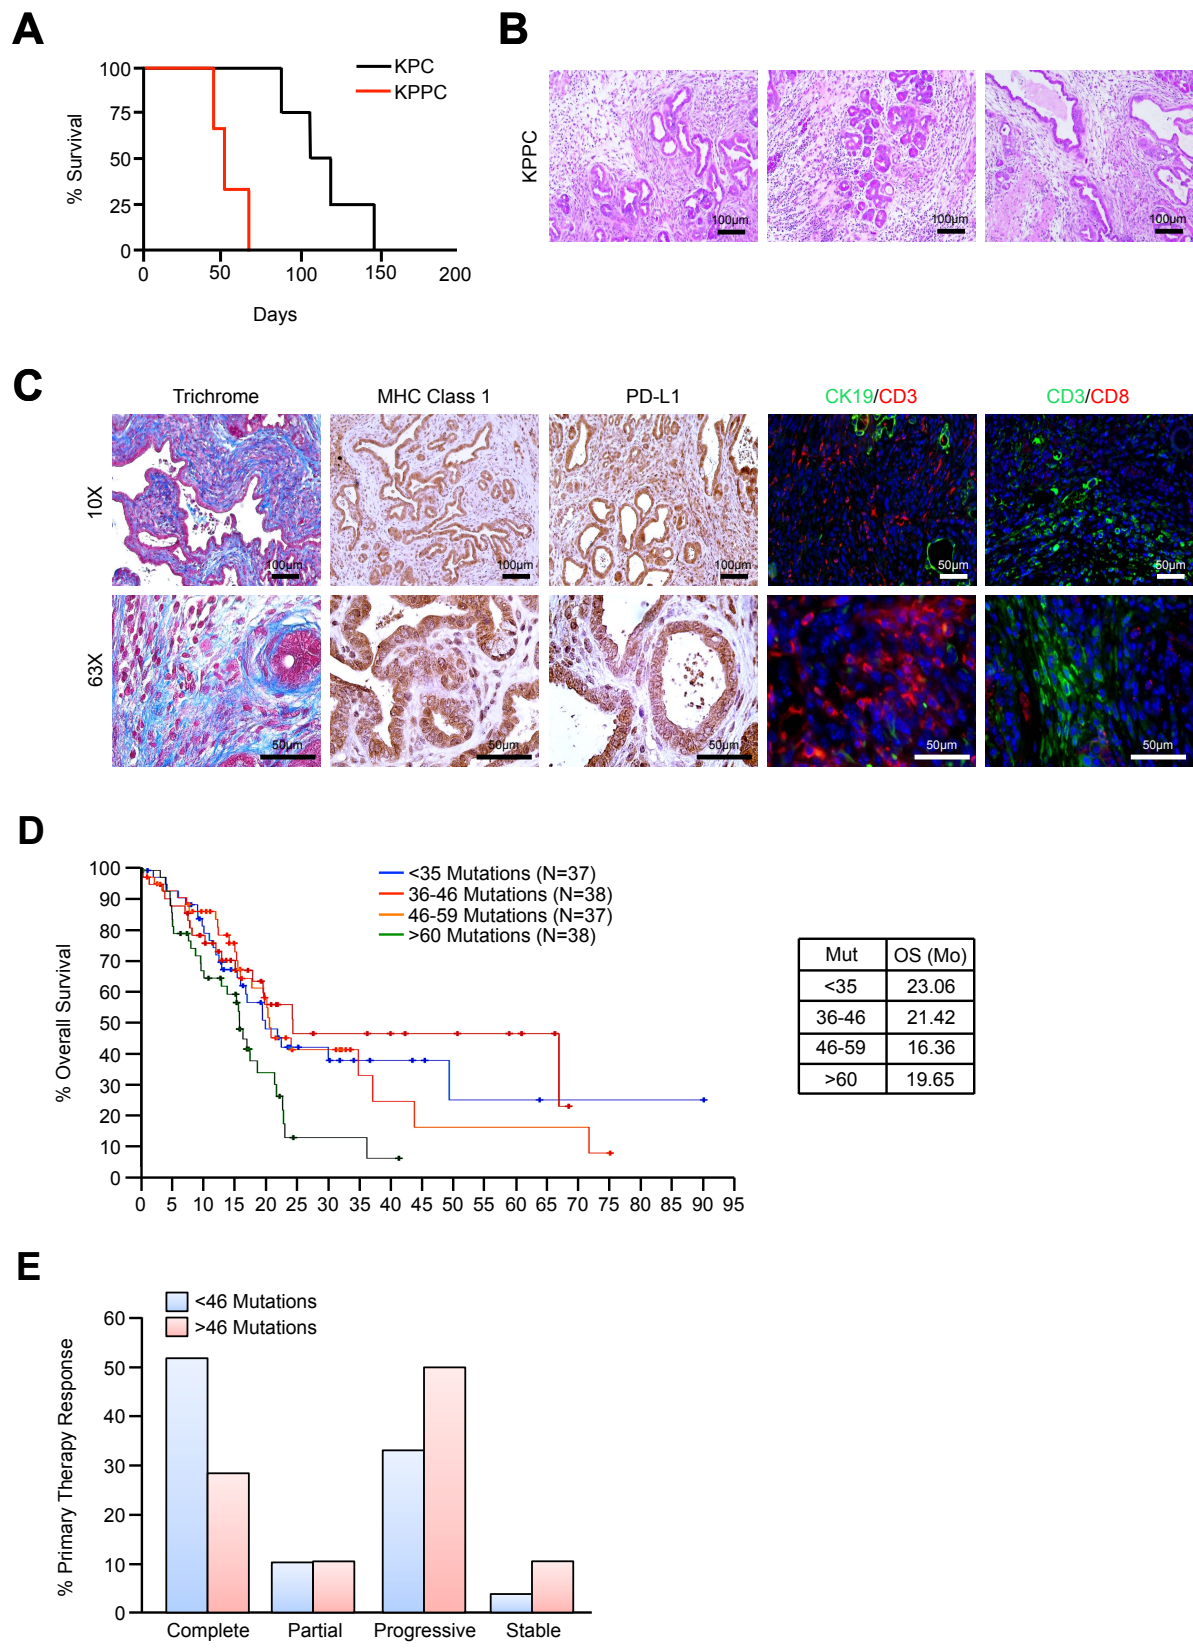 A
100
75
50
25
0
% Survival
KPC
KPPC
0 50 100 150 200
Days
B
KPPC
100µm
100µm
100µm
C
Trichrome
MHC Class 1
PD-L1
CK19/CD3
CD3/CD8
10X
100µm
100µm
100µm
50µm
50µm
63X
50µm
50µm
50µm
50µm
50µm
D
100
90
80
70
60
50
40
30
20
10
0
% Overall Survival
<35 Mutations (N=37)
36-46 Mutations (N=38)
46-59 Mutations (N=37)
>60 Mutations (N=38)
0 5 10 15 20 25 30 35 40 45 50 55 60 65 70 75 80 85 90 95
Mut OS (Mo)
<35 23.06
36-46 21.42
46-59 16.36
>60 19.65
E
<46 Mutations
>46 Mutations
60
50
40
30
20
10
0
% Primary Therapy Response
Complete Partial Progressive Stable